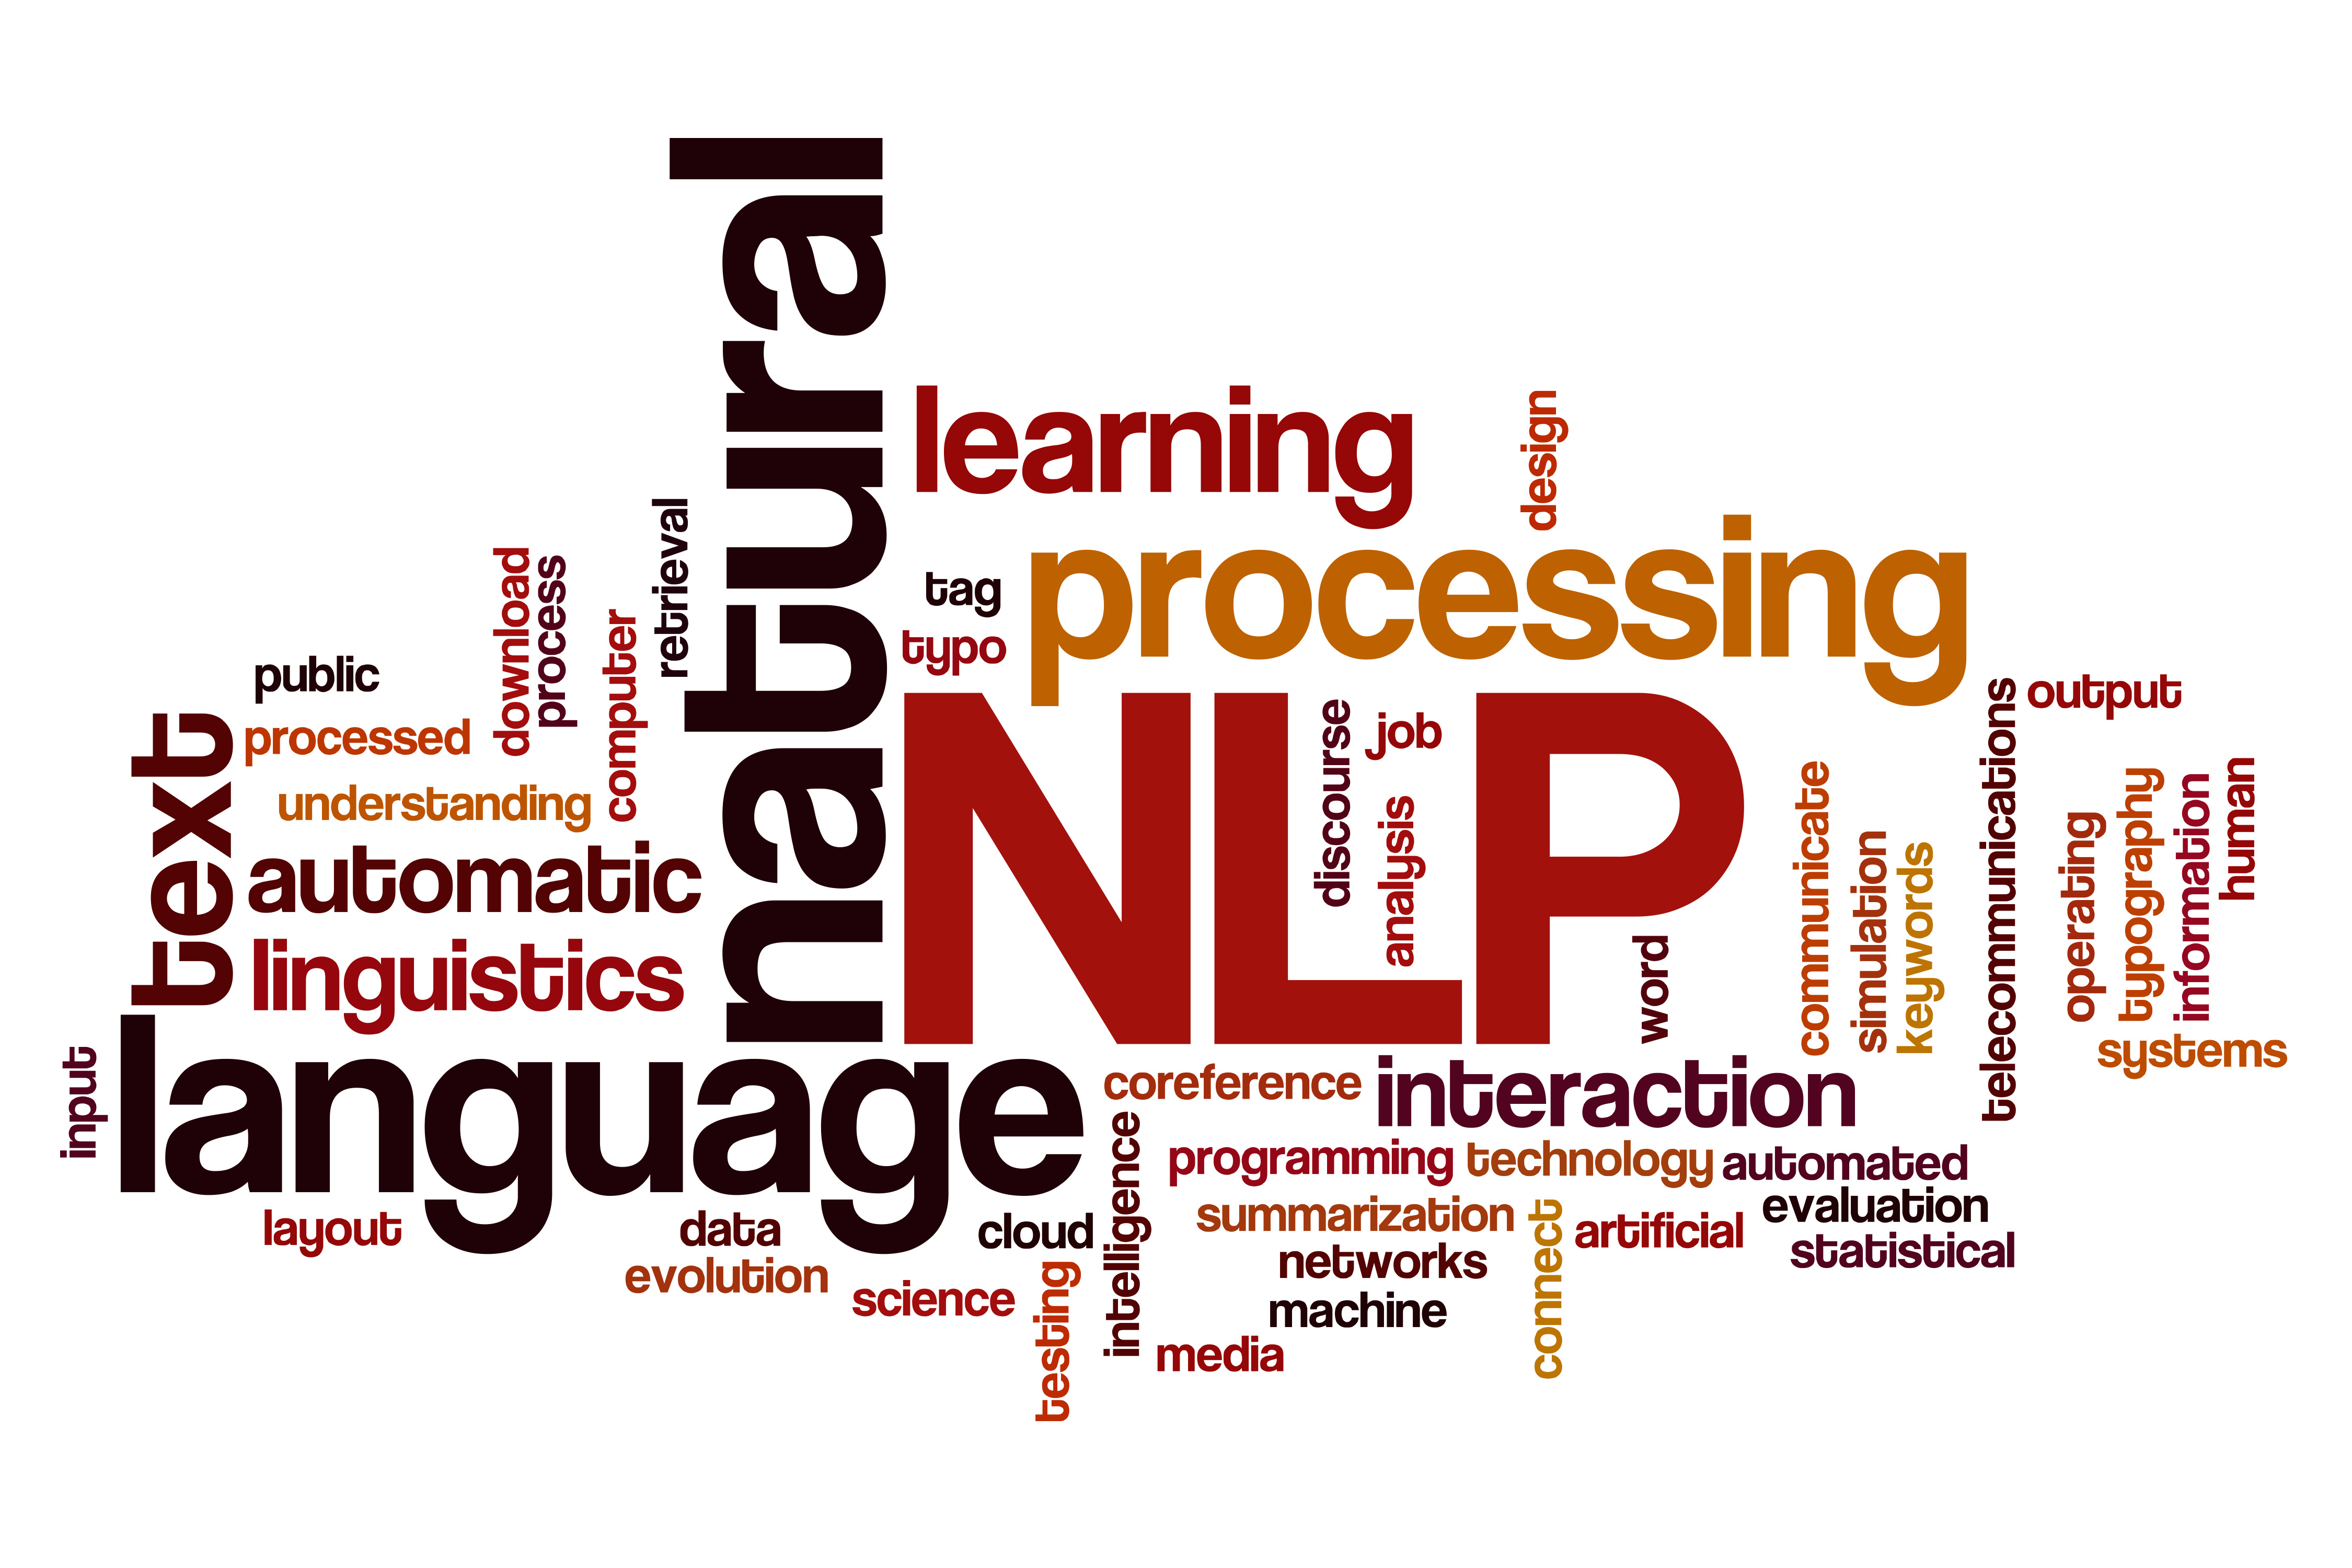 natural
learning
design
processing
retrieval
tag
typo
download
process
computer
public
processed
understanding
text
automatic
linguistics
NLP
discourse
job
analysis
word
communicate
simulation
keywords
telecommunications
output
operating
typography
information
human
systems
input
language
coreference
interaction
intelligence
programming
technology
automated
layout
data
cloud
summarization
connect
artificial
evaluation
statistical
evolution
science
testing
networks
machine
media